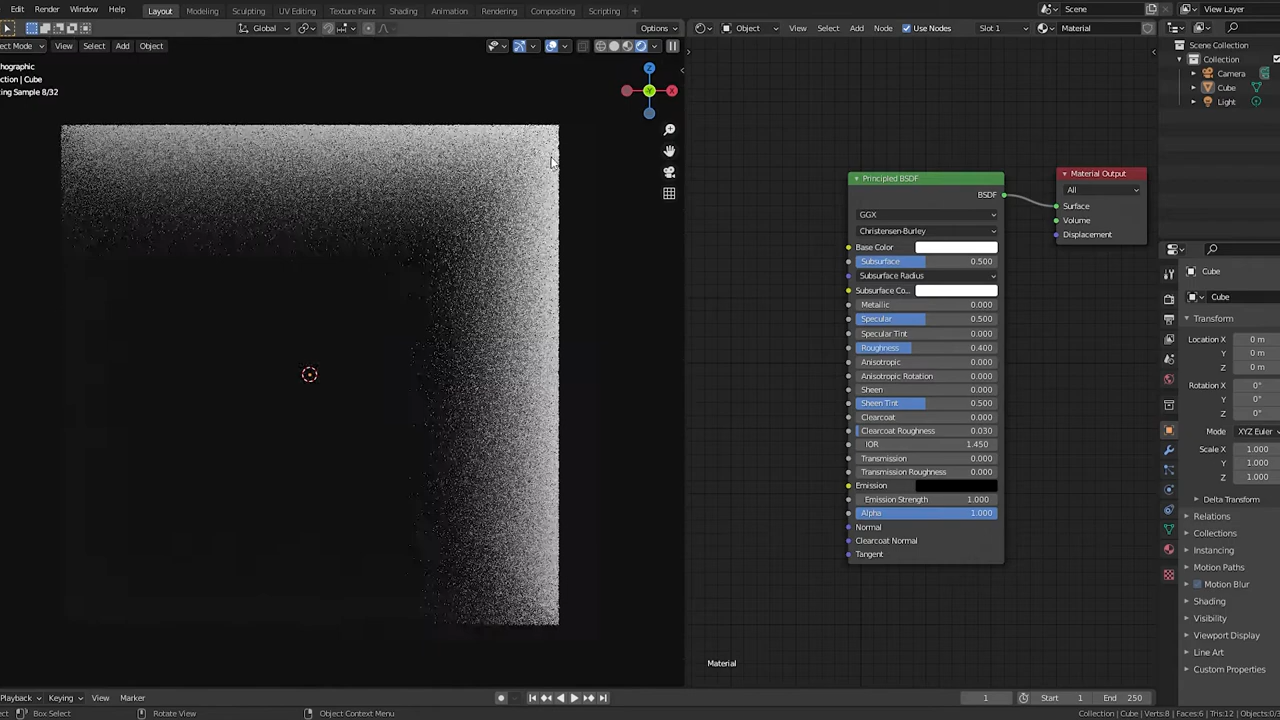 Edit Render Window Help Layout Modeling Sculpting UV Editing Texture Paint Shading Animation Rendering Compositing Scripting + Scene View Layer
Global Options Object View Select Add Node Use Nodes Slot 1 Material
View Select Add Object
Scene Collection
Collection
Camera
Cube
Light
Z
X
Y
Principled BSDF
BSDF
GGX
Christensen-Burley
Base Color
Subsurface 0.500
Subsurface Radius
Subsurface Co...
Metallic 0.000
Specular 0.500
Specular Tint 0.000
Roughness 0.400
Anisotropic 0.000
Anisotropic Rotation 0.000
Sheen 0.000
Sheen Tint 0.500
Clearcoat 0.000
Clearcoat Roughness 0.030
IOR 1.450
Transmission 0.000
Transmission Roughness 0.000
Emission
Emission Strength 1.000
Alpha 1.000
Normal
Clearcoat Normal
Tangent
Material Output
All
Surface
Volume
Displacement
Cube
Cube
Transform
Location X 0 m
Y 0 m
Z 0 m
Rotation X 0°
Y 0°
Z 0°
Mode XYZ Euler
Scale X 1.000
Y 1.000
Z 1.000
Delta Transform
Relations
Collections
Instancing
Motion Paths
Motion Blur
Shading
Visibility
Viewport Display
Line Art
Custom Properties
Material
Playback Keying View Marker 1 Start 1 End 250
Box Select Rotate View Object Context Menu Collection | Cube | Verts:8 | Faces:6 | Tris:12 | Objects:0/3